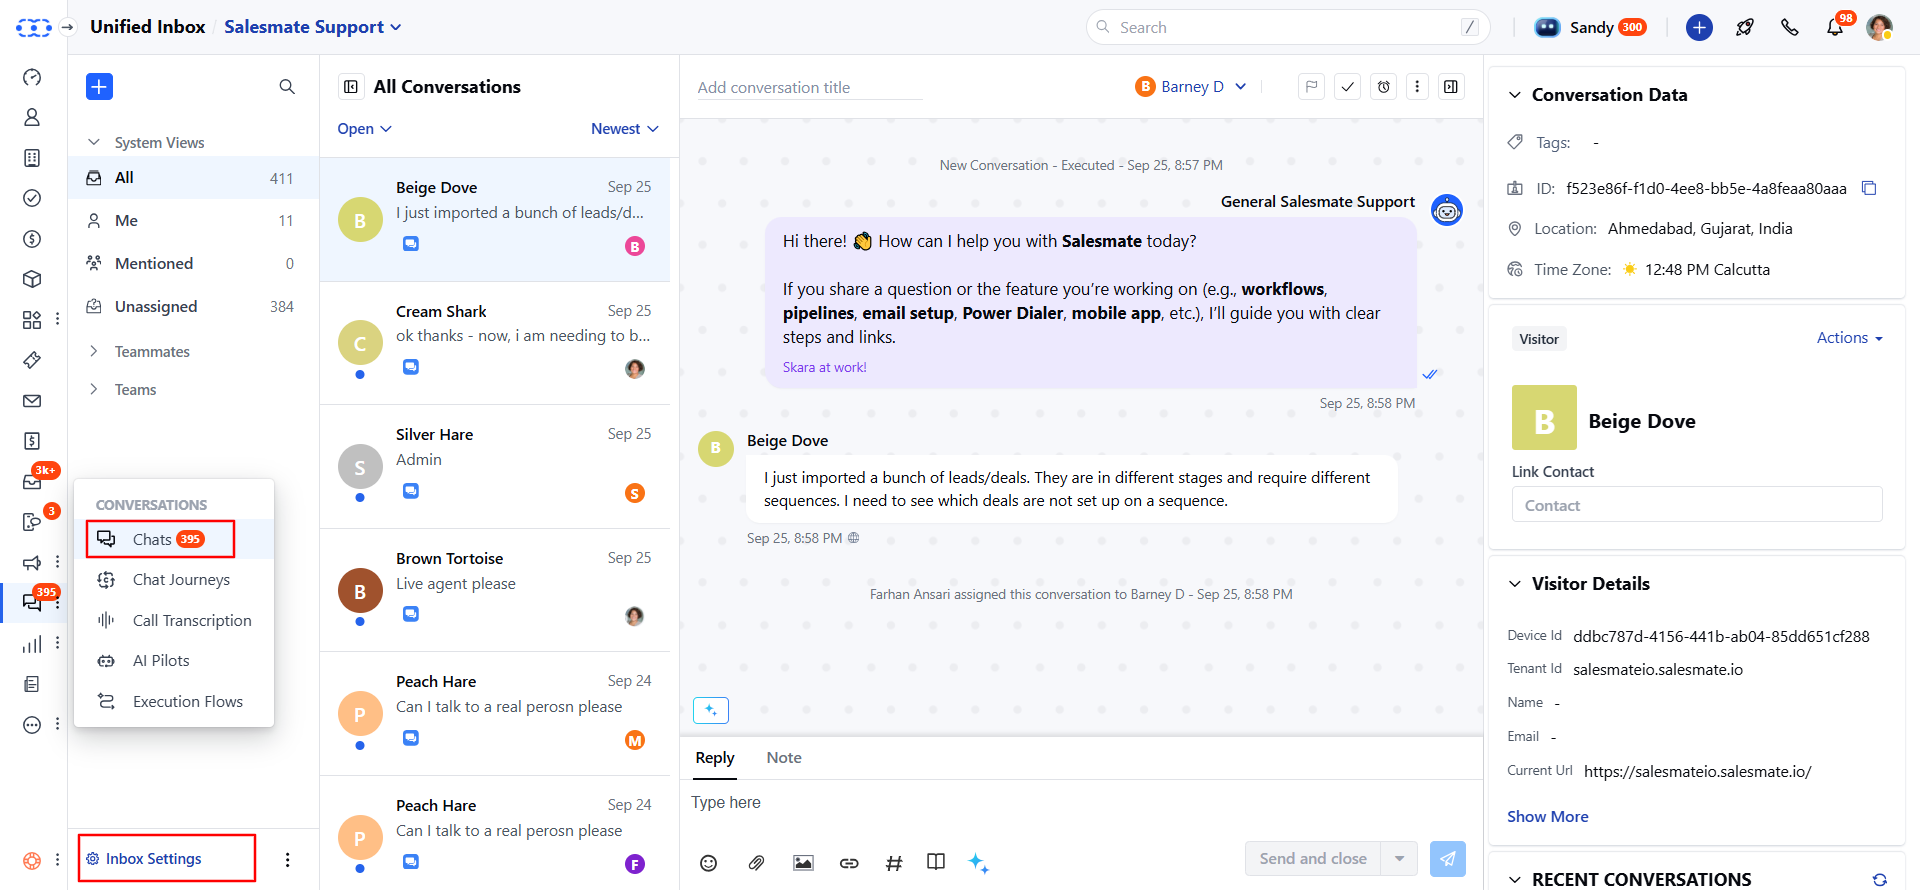 Unified Inbox / Salesmate Support
Search /
Sandy 300
98
All Conversations
Open
Newest
System Views
All 411
Me 11
Mentioned 0
Unassigned 384
Teammates
Teams
3k+
3
395
CONVERSATIONS
Chats 395
Chat Journeys
Call Transcription
AI Pilots
Execution Flows
Inbox Settings
B
Beige Dove Sep 25
I just imported a bunch of leads/d...
B
C
Cream Shark Sep 25
ok thanks - now, i am needing to b...
S
Silver Hare Sep 25
Admin
S
B
Brown Tortoise Sep 25
Live agent please
P
Peach Hare Sep 24
Can I talk to a real perosn please
M
P
Peach Hare Sep 24
Can I talk to a real perosn please
F
Add conversation title
B Barney D
New Conversation - Executed - Sep 25, 8:57 PM
General Salesmate Support
Hi there! 👏 How can I help you with Salesmate today?
If you share a question or the feature you're working on (e.g., workflows,
pipelines, email setup, Power Dialer, mobile app, etc.), I'll guide you with clear
steps and links.
Skara at work!
Sep 25, 8:58 PM
B
Beige Dove
I just imported a bunch of leads/deals. They are in different stages and require different
sequences. I need to see which deals are not set up on a sequence.
Sep 25, 8:58 PM
Farhan Ansari assigned this conversation to Barney D - Sep 25, 8:58 PM
Reply Note
Type here
Send and close
Conversation Data
Tags: -
ID: f523e86f-f1d0-4ee8-bb5e-4a8feaa80aaa
Location: Ahmedabad, Gujarat, India
Time Zone: 12:48 PM Calcutta
Visitor
Actions
B
Beige Dove
Link Contact
Contact
Visitor Details
Device Id ddbc787d-4156-441b-ab04-85dd651cf288
Tenant Id salesmateio.salesmate.io
Name -
Email -
Current Url https://salesmateio.salesmate.io/
Show More
RECENT CONVERSATIONS